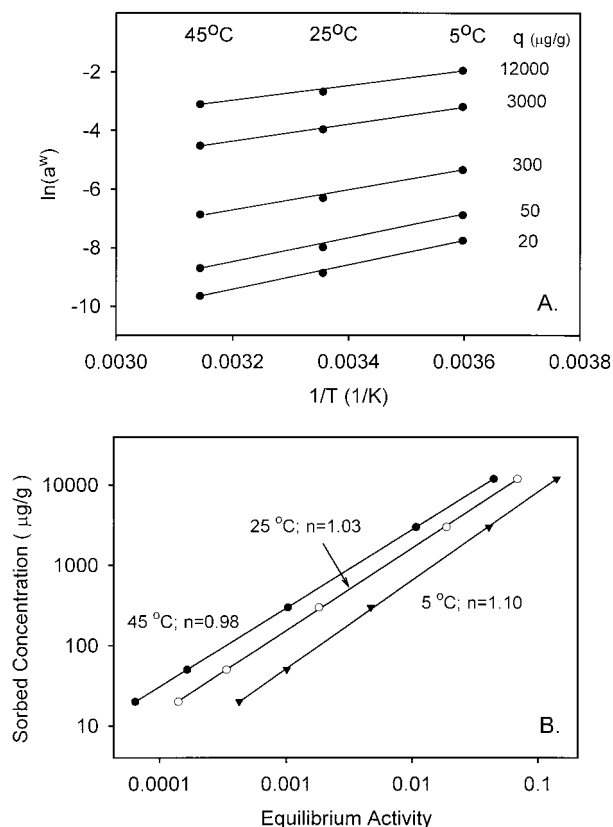 45°C 25°C 5°C q (μg/g)
12000
3000
300
50
20
-2
-4
-6
-8
-10
ln(aʷ)
A.
0.0030 0.0032 0.0034 0.0036 0.0038
1/T (1/K)
10000
1000
100
10
Sorbed Concentration ( μg/g)
25 °C; n=1.03
45 °C; n=0.98
5 °C; n=1.10
B.
0.0001 0.001 0.01 0.1
Equilibrium Activity